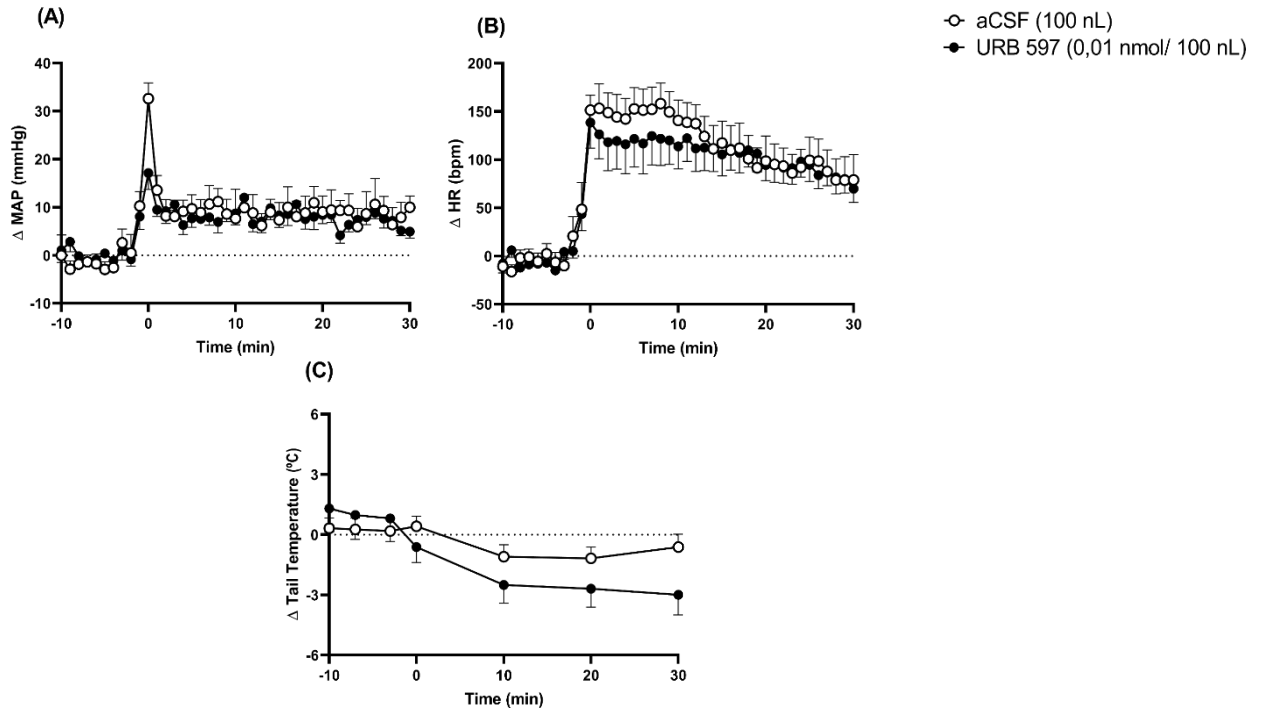 (A)
(B)
aCSF (100 nL)
URB 597 (0,01 nmol/ 100 nL)
40
30
20
10
0
-10
Δ MAP (mmHg)
-10 0 10 20 30
Time (min)
200
150
100
50
0
-50
Δ HR (bpm)
-10 0 10 20 30
Time (min)
(C)
6
3
0
-3
-6
Δ Tail Temperature (ºC)
-10 0 10 20 30
Time (min)